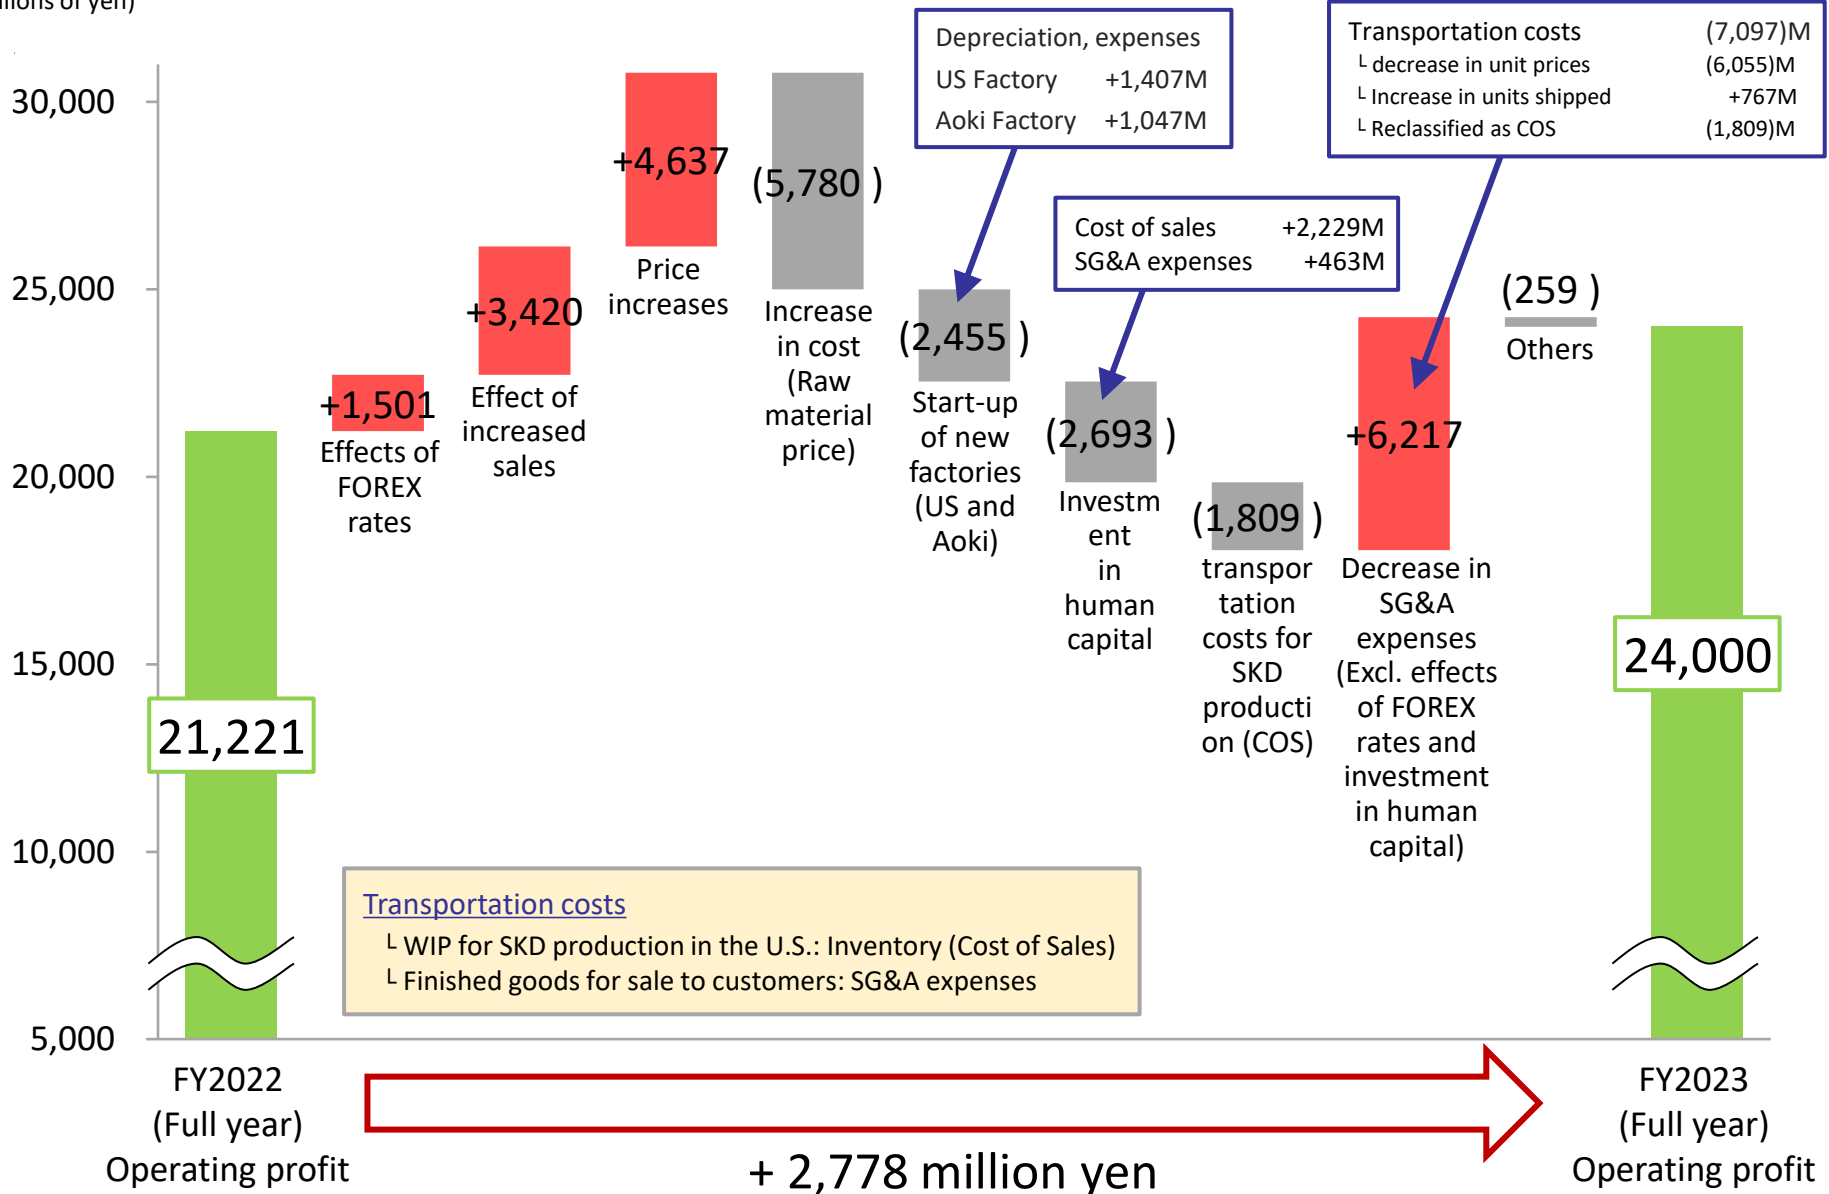 llions of yen)
30,000
25,000
20,000
15,000
10,000
5,000
21,221
FY2022
(Full year)
Operating profit
+1,501
Effects of
FOREX
rates
+3,420
Effect of
increased
sales
+4,637
Price
increases
(5,780 )
Increase
in cost
(Raw
material
price)
Depreciation, expenses
US Factory +1,407M
Aoki Factory +1,047M
(2,455 )
Start-up
of new
factories
(US and
Aoki)
Cost of sales +2,229M
SG&A expenses +463M
(2,693 )
Investm
ent
in
human
capital
(1,809 )
transpor
tation
costs for
SKD
producti
on (COS)
Transportation costs (7,097)M
└ decrease in unit prices (6,055)M
└ Increase in units shipped +767M
└ Reclassified as COS (1,809)M
+6,217
Decrease in
SG&A
expenses
(Excl. effects
of FOREX
rates and
investment
in human
capital)
(259 )
Others
24,000
FY2023
(Full year)
Operating profit
Transportation costs
└ WIP for SKD production in the U.S.: Inventory (Cost of Sales)
└ Finished goods for sale to customers: SG&A expenses
+ 2,778 million yen